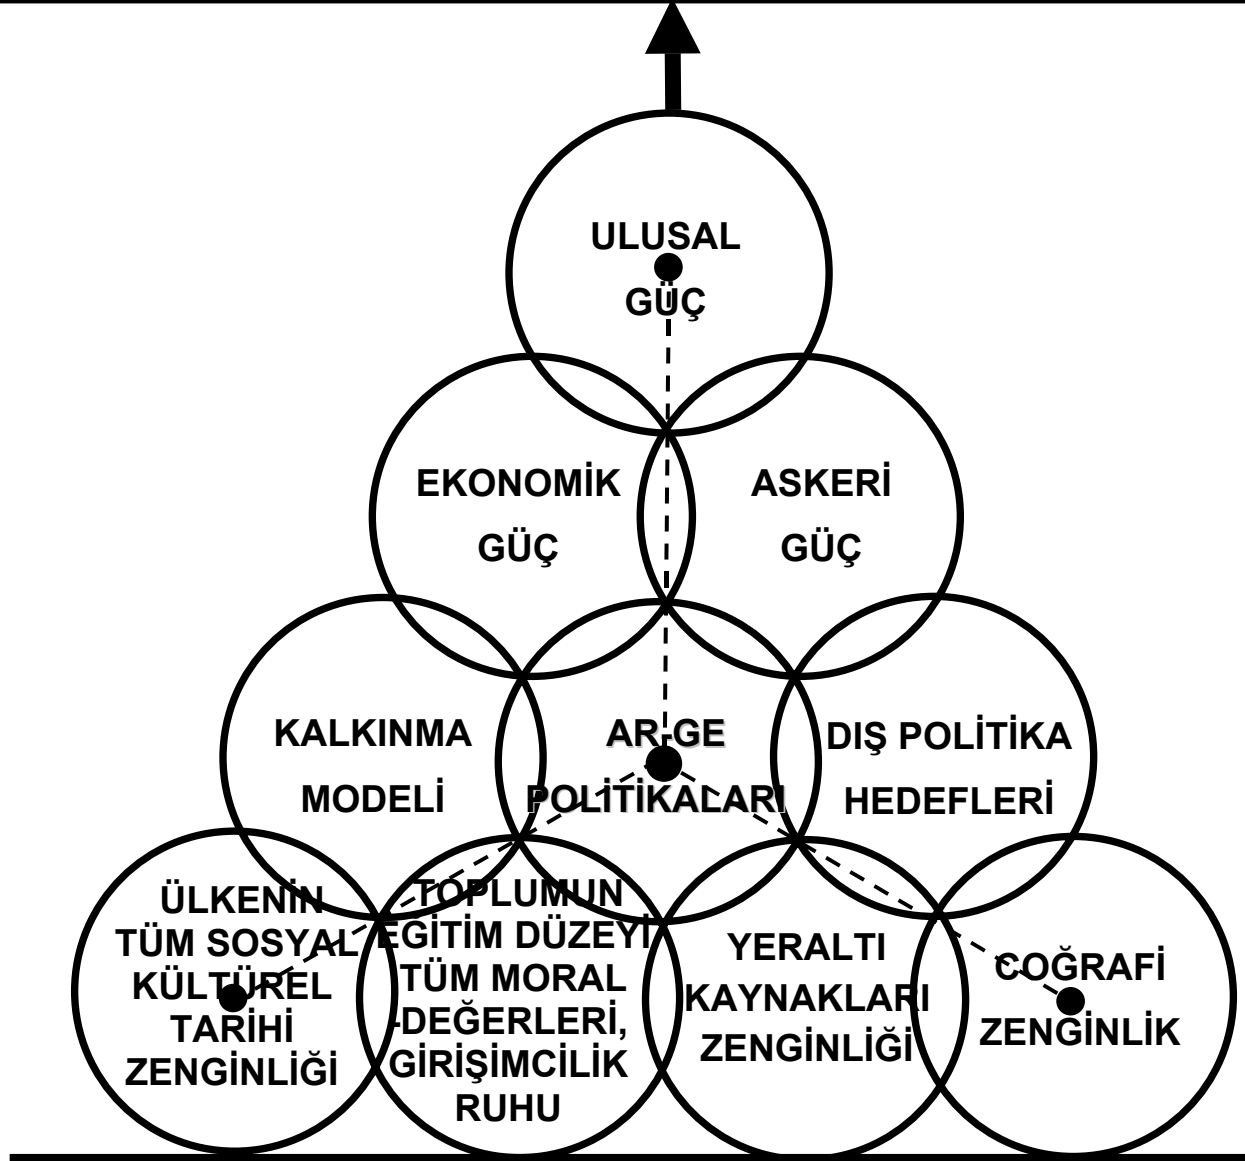 ULUSAL
GÜÇ
EKONOMİK
GÜÇ
ASKERİ
GÜÇ
KALKINMA
MODELİ
AR-GE
POLİTİKALARI
DIŞ POLİTİKA
HEDEFLERİ
ÜLKENİN
TÜM SOSYAL
KÜLTÜREL
TARİHİ
ZENGİNLİĞİ
TOPLUMUN
EĞİTİM DÜZEYİ
TÜM MORAL
-DEĞERLERİ,
GİRİŞİMCİLİK
RUHU
YERALTI
KAYNAKLARI
ZENGİNLİĞİ
COĞRAFİ
ZENGİNLİK